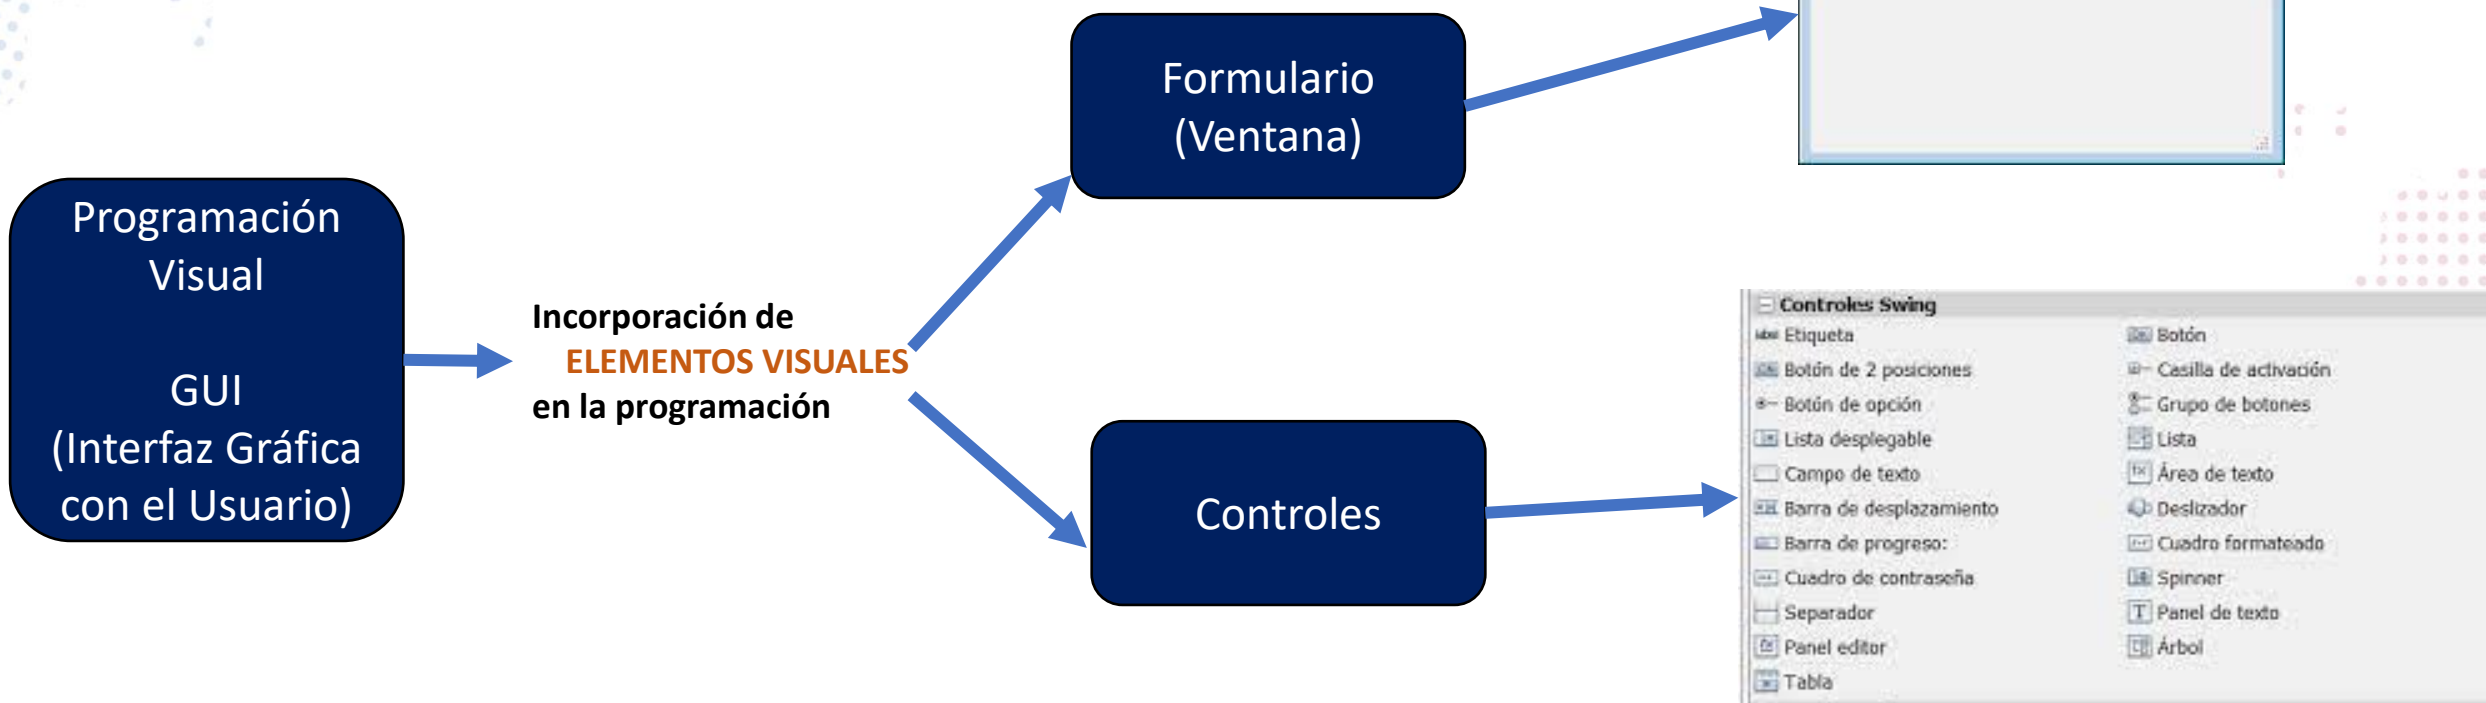 Programación
Visual
GUI
(Interfaz Gráfica
con el Usuario)
Incorporación de
ELEMENTOS VISUALES
en la programación
Formulario
(Ventana)
Controles
Controles Swing
Etiqueta
Botón
Botón de 2 posiciones
Casilla de activación
Botón de opción
Grupo de botones
Lista desplegable
Lista
Campo de texto
Área de texto
Barra de desplazamiento
Deslizador
Barra de progreso:
Cuadro formateado
Cuadro de contraseña
Spinner
Separador
Panel de texto
Panel editor
Árbol
Tabla